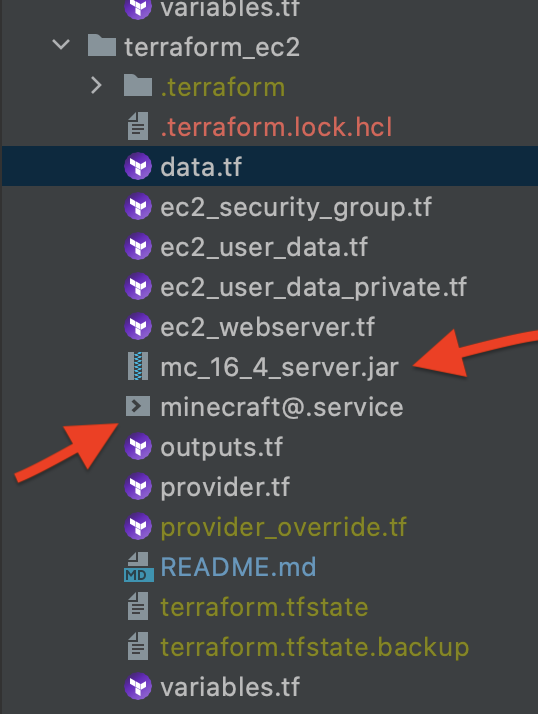 variables.tf
terraform_ec2
.terraform
.terraform.lock.hcl
data.tf
ec2_security_group.tf
ec2_user_data.tf
ec2_user_data_private.tf
ec2_webserver.tf
mc_16_4_server.jar
minecraft@.service
outputs.tf
provider.tf
provider_override.tf
MD README.md
terraform.tfstate
terraform.tfstate.backup
variables.tf